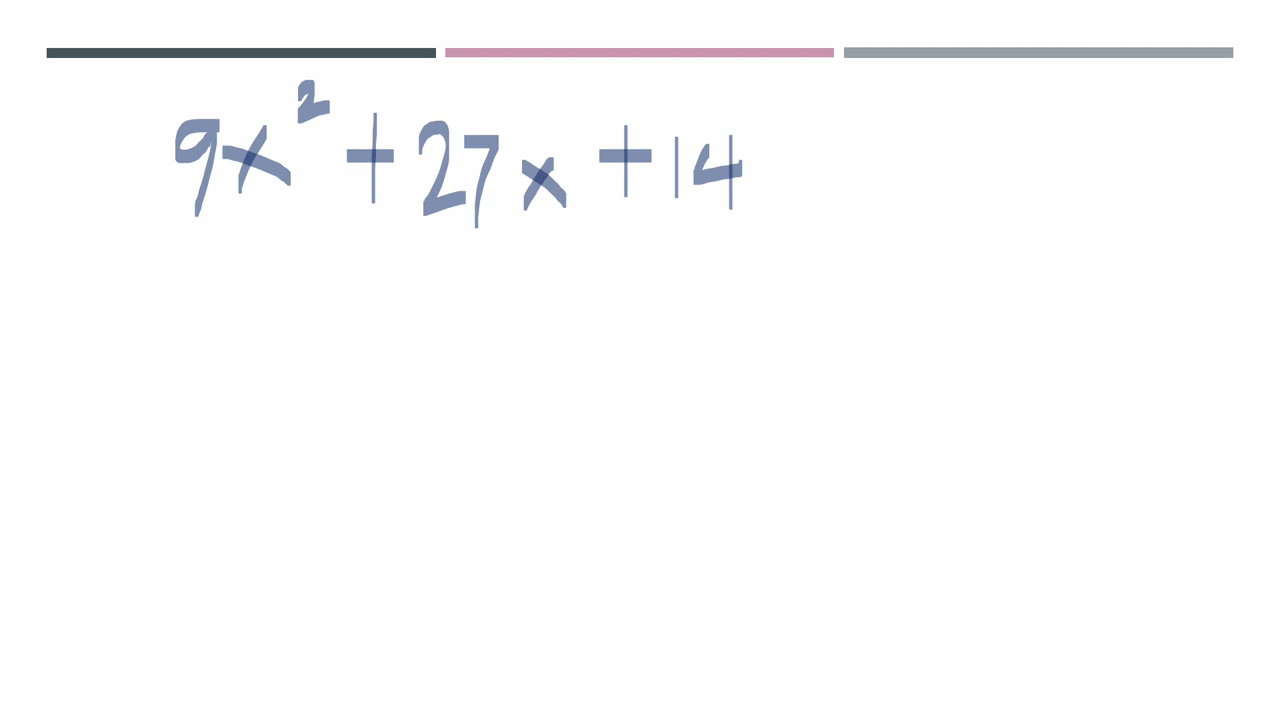 9x² + 27x + 14